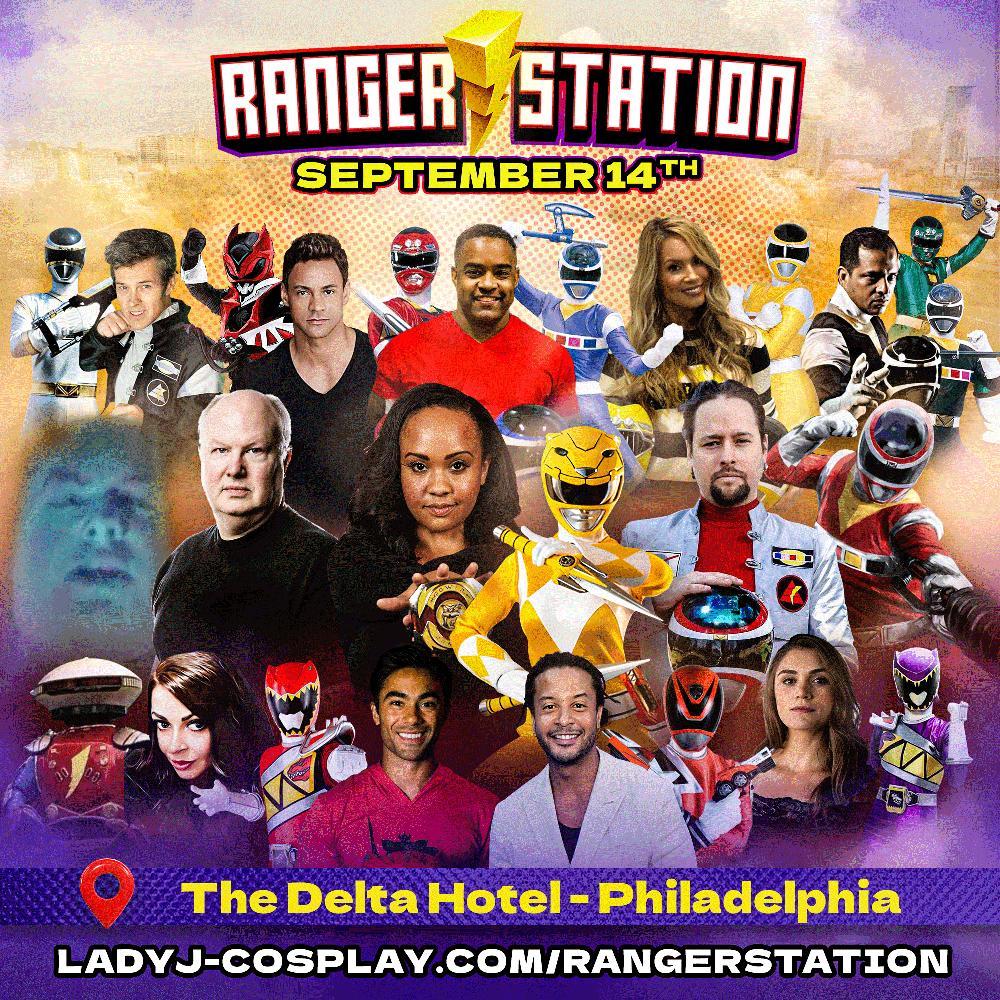 RANGER STATION
SEPTEMBER 14TH
The Delta Hotel - Philadelphia
LADYJ-COSPLAY.COM/RANGERSTATION